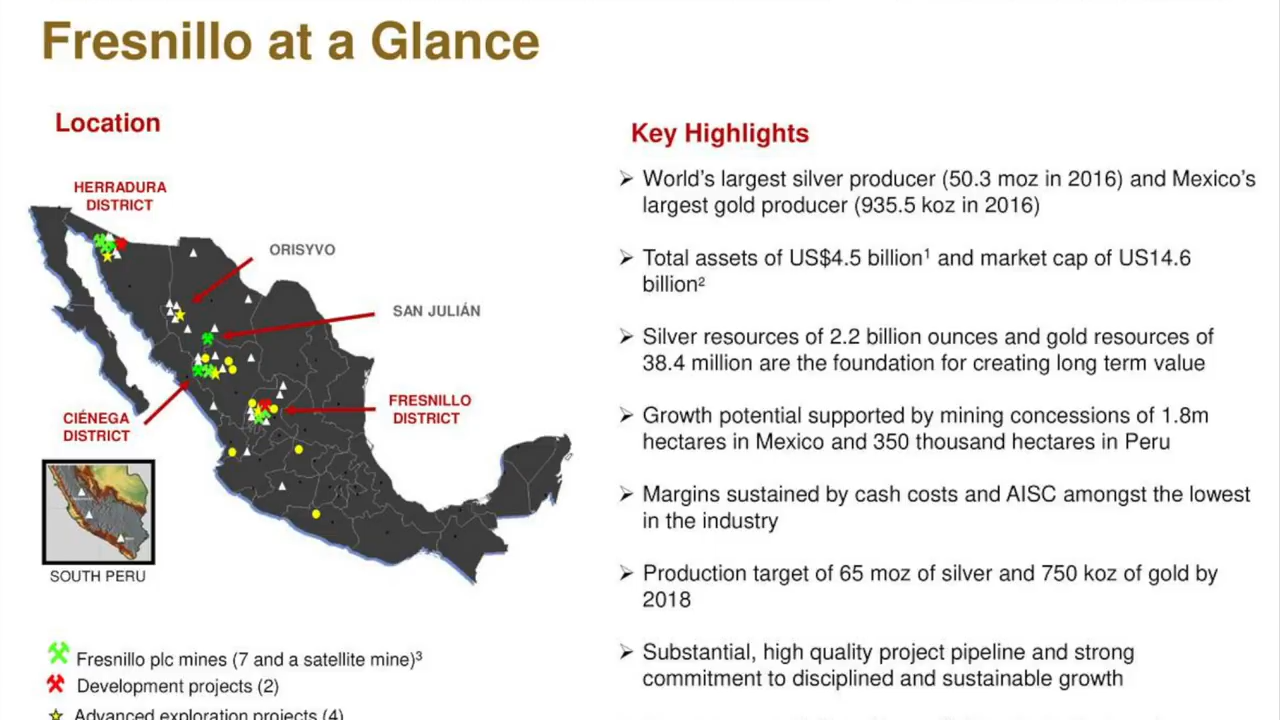 Fresnillo at a Glance
Location
HERRADURA
DISTRICT
ORISYVO
SAN JULIÁN
FRESNILLO
DISTRICT
CIÉNEGA
DISTRICT
SOUTH PERU
Fresnillo plc mines (7 and a satellite mine)³
Development projects (2)
Advanced exploration projects (4)
Key Highlights
➢ World's largest silver producer (50.3 moz in 2016) and Mexico's
largest gold producer (935.5 koz in 2016)
➢ Total assets of US$4.5 billion¹ and market cap of US14.6
billion²
➢ Silver resources of 2.2 billion ounces and gold resources of
38.4 million are the foundation for creating long term value
➢ Growth potential supported by mining concessions of 1.8m
hectares in Mexico and 350 thousand hectares in Peru
➢ Margins sustained by cash costs and AISC amongst the lowest
in the industry
➢ Production target of 65 moz of silver and 750 koz of gold by
2018
➢ Substantial, high quality project pipeline and strong
commitment to disciplined and sustainable growth